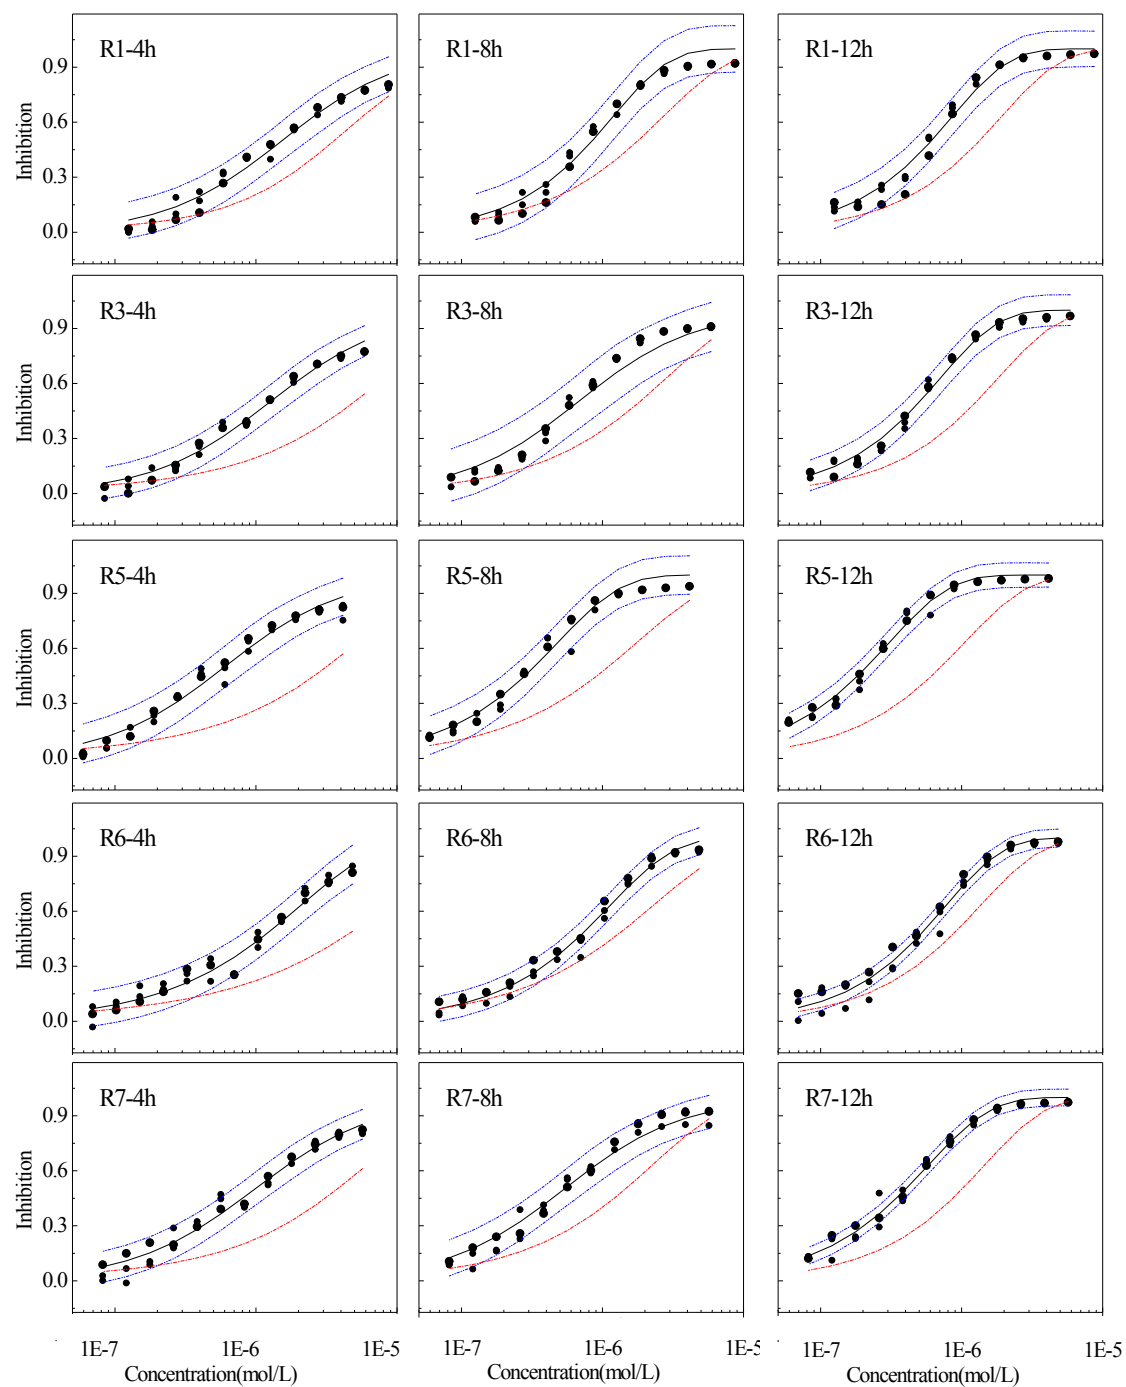 R1-4h R1-8h R1-12h
0.9
0.6
0.3
0.0
Inhibition
R3-4h R3-8h R3-12h
0.9
0.6
0.3
0.0
Inhibition
R5-4h R5-8h R5-12h
0.9
0.6
0.3
0.0
Inhibition
R6-4h R6-8h R6-12h
0.9
0.6
0.3
0.0
Inhibition
R7-4h R7-8h R7-12h
0.9
0.6
0.3
0.0
Inhibition
1E-7 1E-6 1E-5 1E-7 1E-6 1E-5 1E-7 1E-6 1E-5
Concentration(mol/L) Concentration(mol/L) Concentration(mol/L)